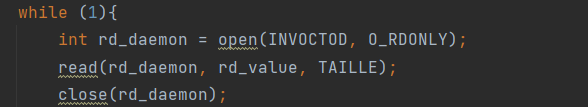 while (1){
    int rd_daemon = open(INVOCTOD, O_RDONLY);
    read(rd_daemon, rd_value, TAILLE);
    close(rd_daemon);